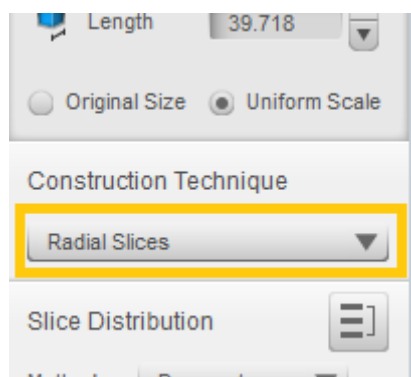 Length 39.718
Original Size Uniform Scale
Construction Technique
Radial Slices
Slice Distribution